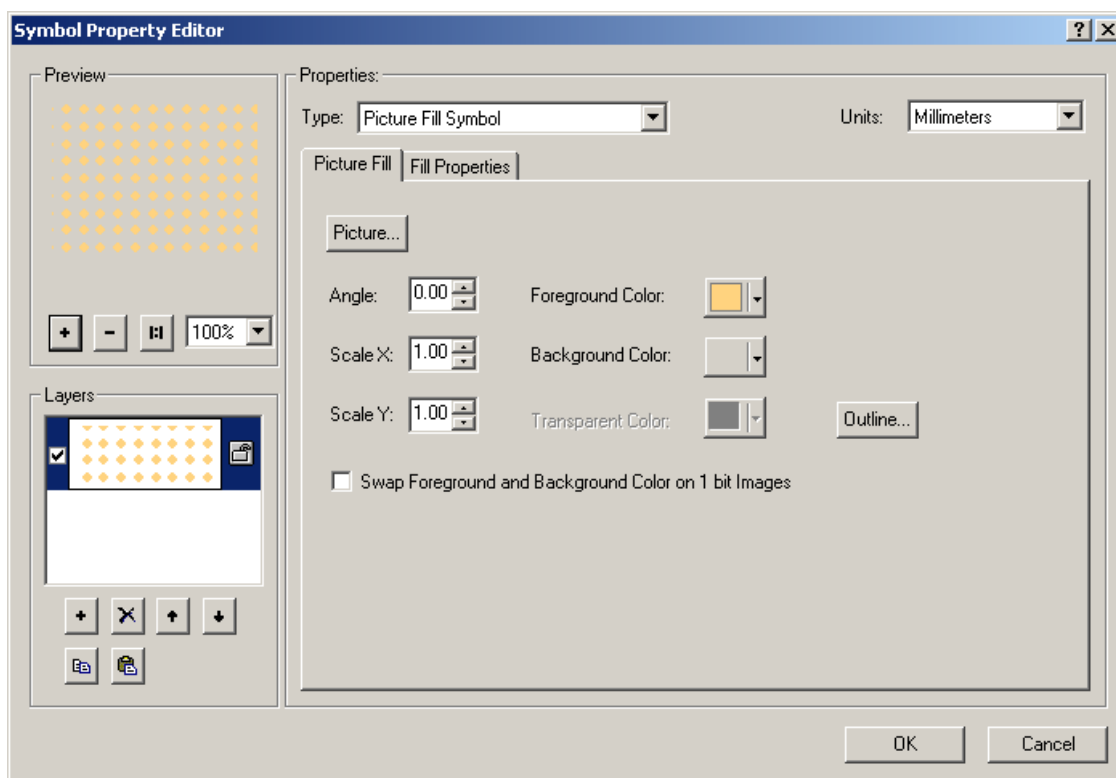 Symbol Property Editor
Preview
100%
Layers
Properties:
Type: Picture Fill Symbol
Units: Millimeters
Picture Fill
Fill Properties
Picture...
Angle: 0.00
Foreground Color:
Scale X: 1.00
Background Color:
Scale Y: 1.00
Transparent Color:
Outline...
Swap Foreground and Background Color on 1 bit Images
OK
Cancel